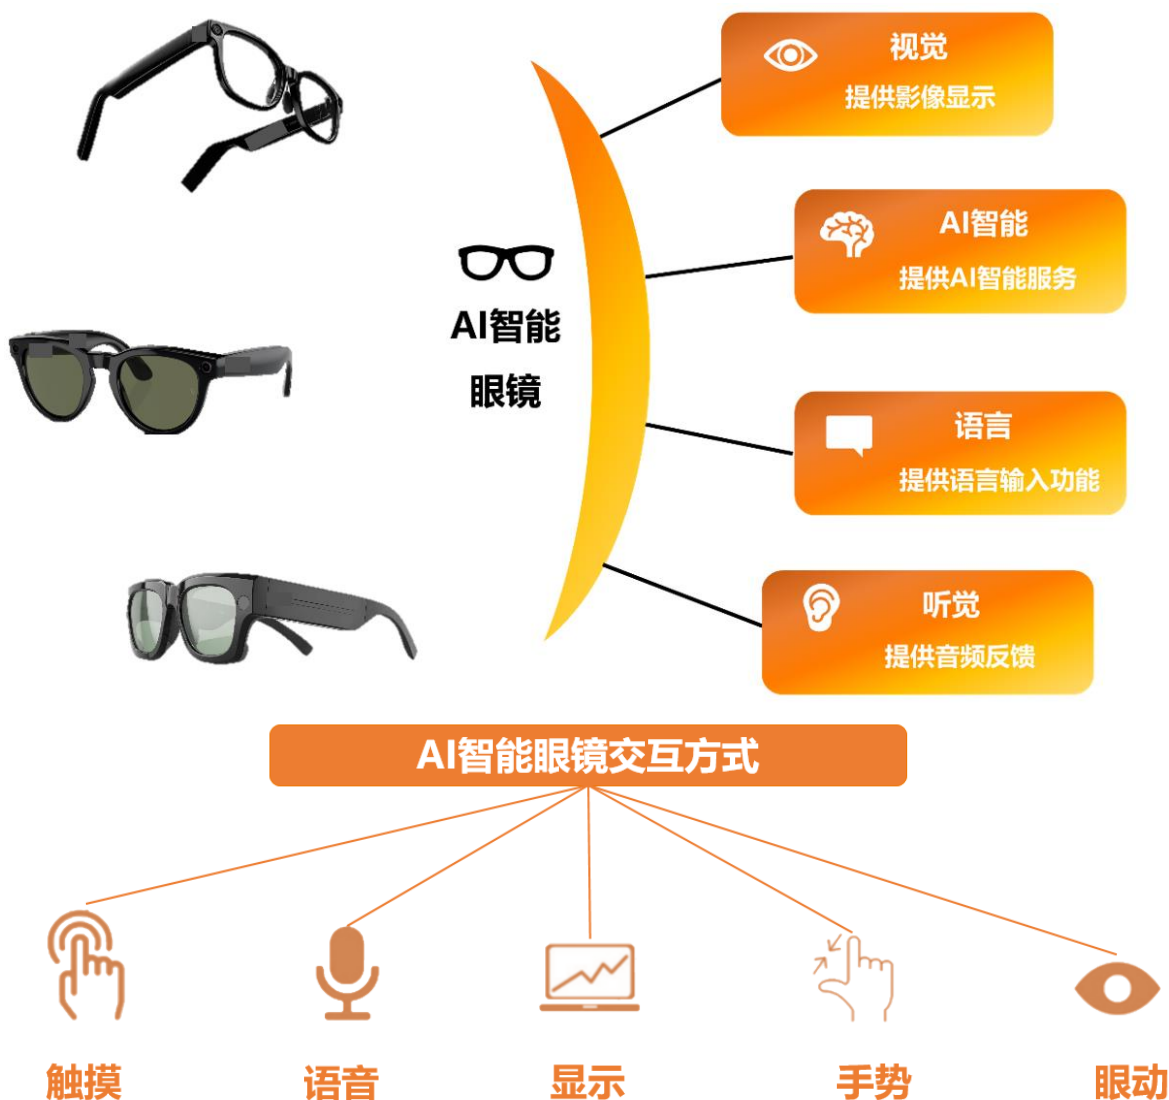 视觉
提供影像显示
AI智能
提供AI智能服务
AI智能
眼镜
语言
提供语言输入功能
听觉
提供音频反馈
AI智能眼镜交互方式
触摸
语音
显示
手势
眼动